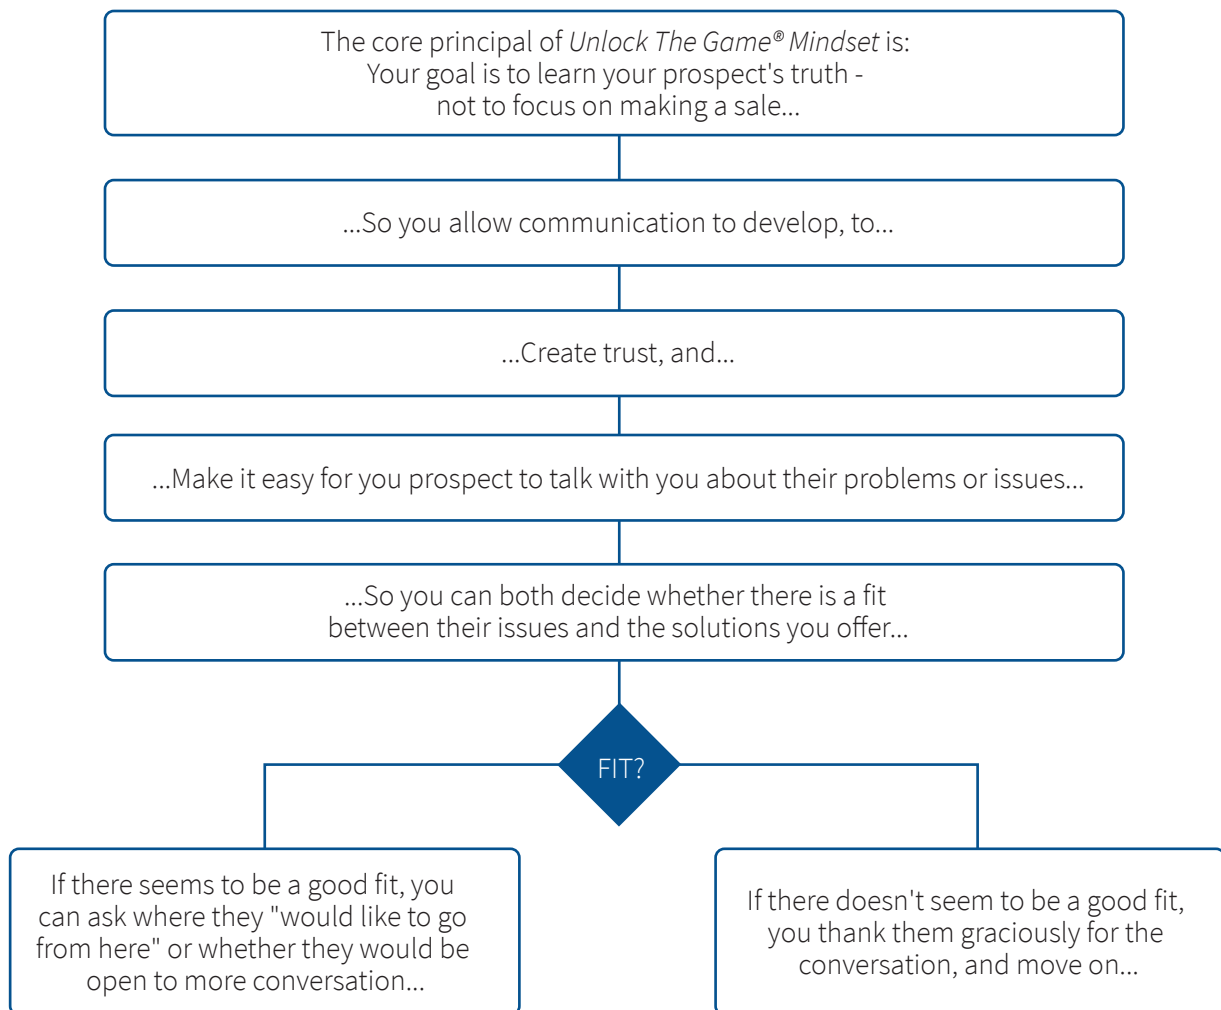 The core principal of Unlock The Game® Mindset is:
Your goal is to learn your prospect's truth -
not to focus on making a sale...
...So you allow communication to develop, to...
...Create trust, and...
...Make it easy for you prospect to talk with you about their problems or issues...
...So you can both decide whether there is a fit
between their issues and the solutions you offer...
FIT?
If there seems to be a good fit, you
can ask where they "would like to go
from here" or whether they would be
open to more conversation...
If there doesn't seem to be a good fit,
you thank them graciously for the
conversation, and move on...